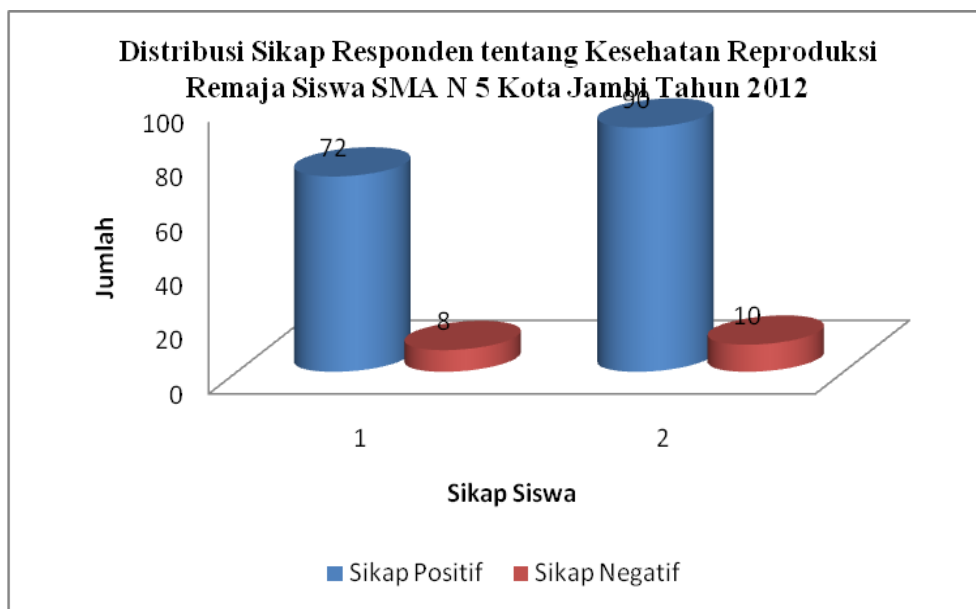 Distribusi Sikap Responden tentang Kesehatan Reproduksi
Remaja Siswa SMA N 5 Kota Jambi Tahun 2012
100
80
60
40
20
0
Jumlah
72
8
90
10
1
2
Sikap Siswa
Sikap Positif
Sikap Negatif